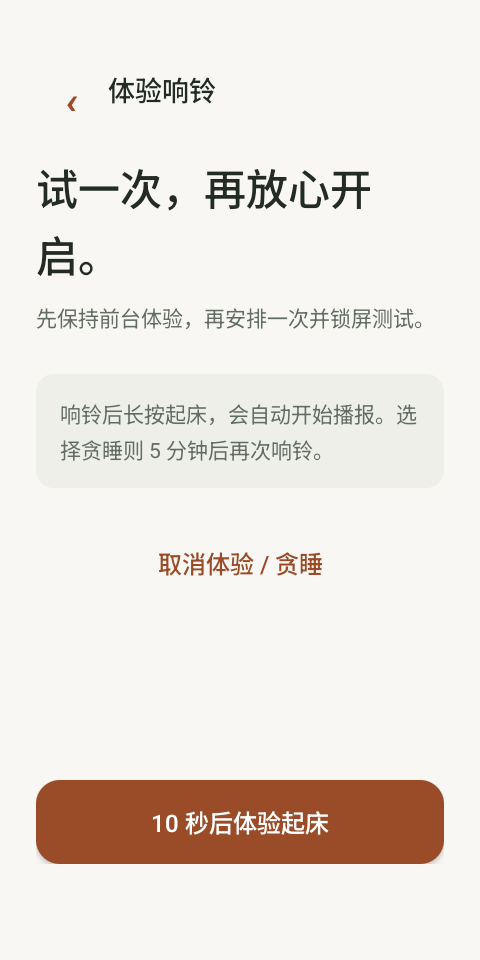 ‹ 体验响铃
试一次，再放心开
启。
先保持前台体验，再安排一次并锁屏测试。
响铃后长按起床，会自动开始播报。选
择贪睡则 5 分钟后再次响铃。
取消体验 / 贪睡
10 秒后体验起床